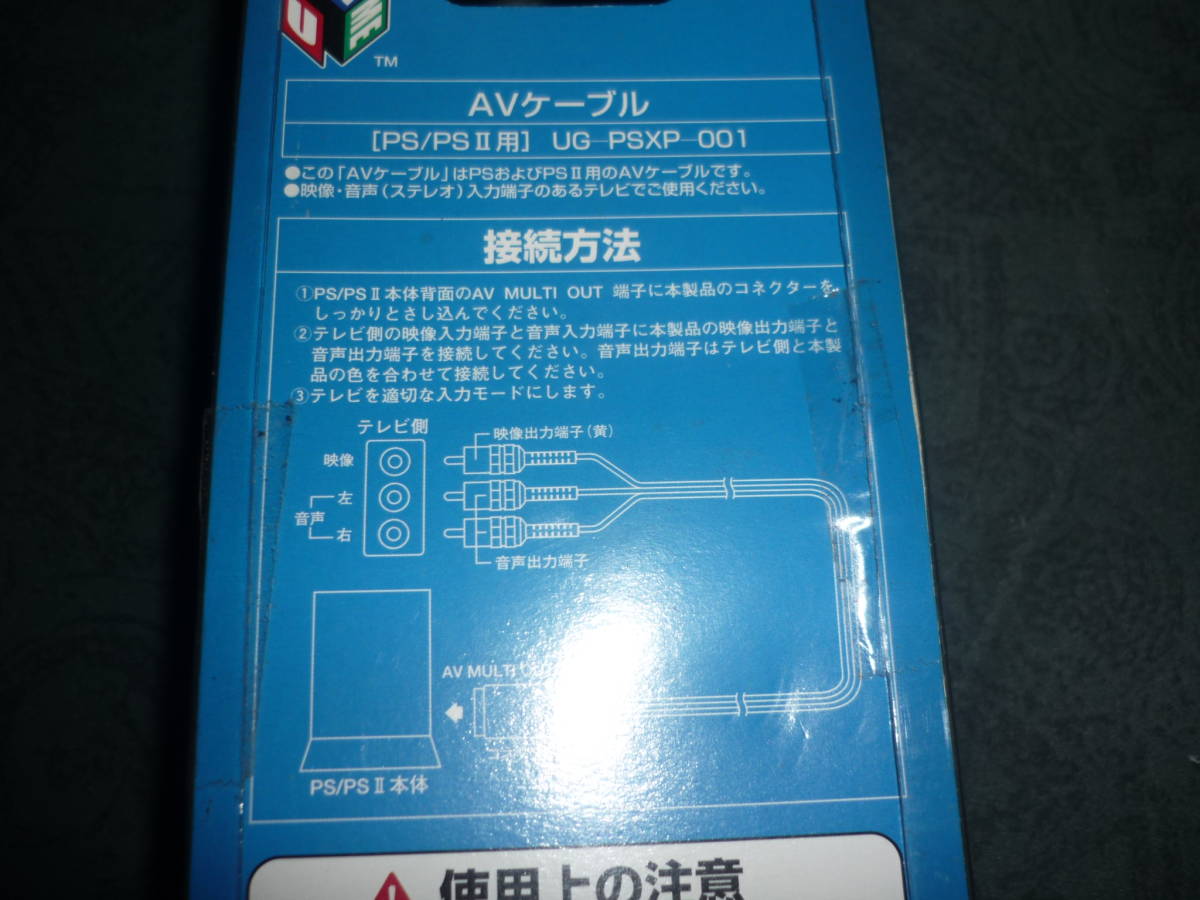 U
ME
TM
AVケーブル
[PS/PSⅡ用] UG-PSXP-001
●この「AVケーブル」はPSおよびPSⅡ用のAVケーブルです。
●映像・音声(ステレオ)入力端子のあるテレビでご使用ください。
接続方法
①PS/PSⅡ本体背面のAV MULTI OUT 端子に本製品のコネクターを
しっかりとさし込んでください。
②テレビ側の映像入力端子と音声入力端子に本製品の映像出力端子と
音声出力端子を接続してください。音声出力端子はテレビ側と本製
品の色を合わせて接続してください。
③テレビを適切な入力モードにします。
テレビ側
映像出力端子(黄)
映像
左
音声
右
音声出力端子
AV MULTI OUT
PS/PSⅡ本体
使用上の注意